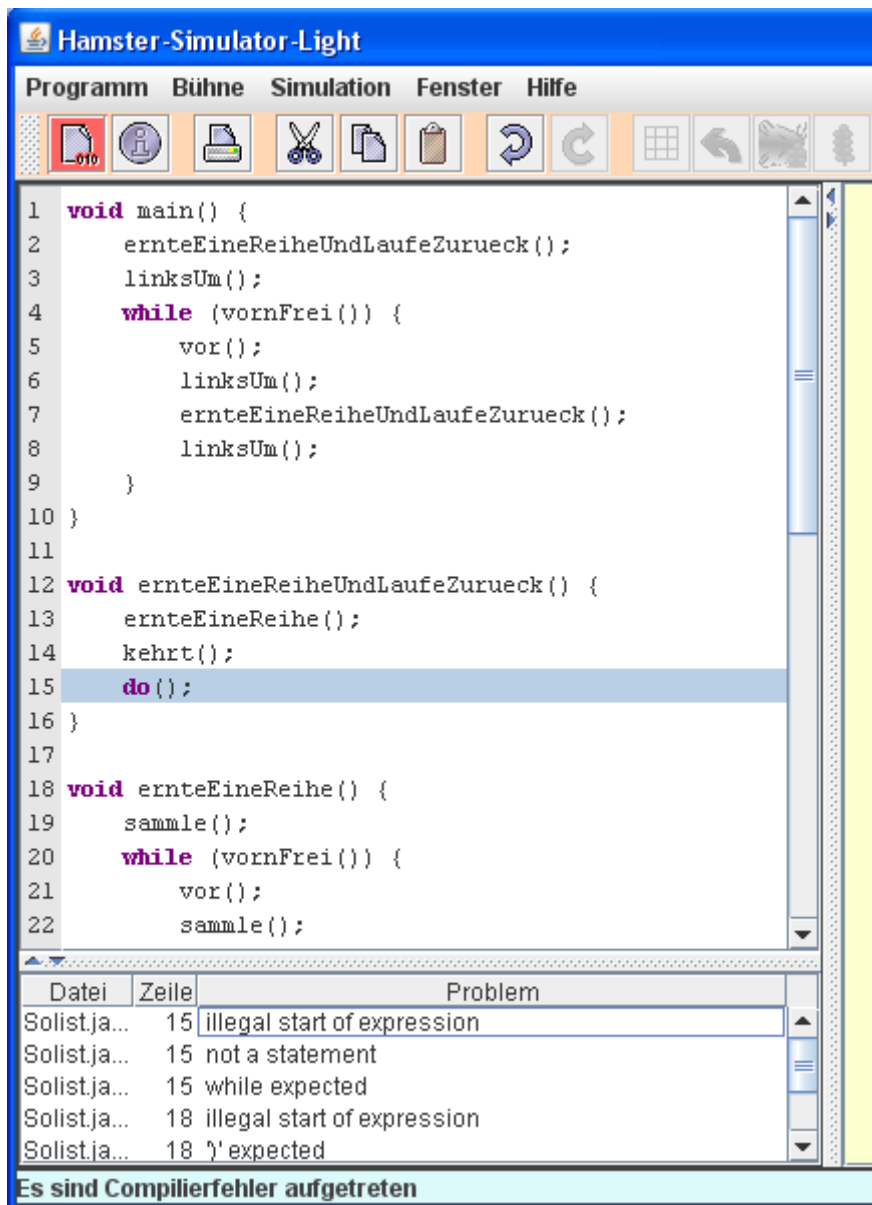 Hamster-Simulator-Light
Programm Bühne Simulation Fenster Hilfe
010
1 void main() {
2 ernteEineReiheUndLaufeZurueck();
3 linksUm();
4 while (vornFrei()) {
5 vor();
6 linksUm();
7 ernteEineReiheUndLaufeZurueck();
8 linksUm();
9 }
10 }
11
12 void ernteEineReiheUndLaufeZurueck() {
13 ernteEineReihe();
14 kehrt();
15 do();
16 }
17
18 void ernteEineReihe() {
19 sammle();
20 while (vornFrei()) {
21 vor();
22 sammle();
Datei Zeile Problem
Solist.ja... 15 illegal start of expression
Solist.ja... 15 not a statement
Solist.ja... 15 while expected
Solist.ja... 18 illegal start of expression
Solist.ja... 18 ')' expected
Es sind Compilierfehler aufgetreten